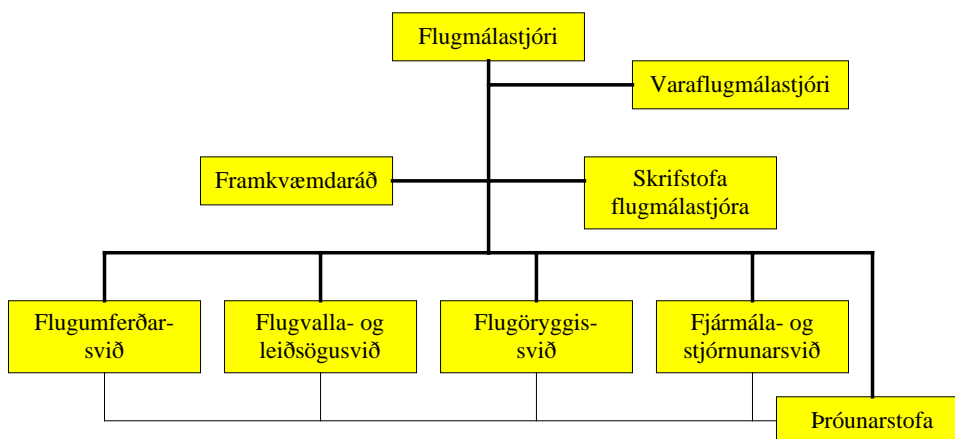 Flugmálastjóri
Varaflugmálastjóri
Framkvæmdaráð
Skrifstofa
flugmálastjóra
Flugumferðar-
svið
Flugvalla- og
leiðsögusvið
Flugöryggis-
svið
Fjármála- og
stjórnunarsvið
Þróunarstofa